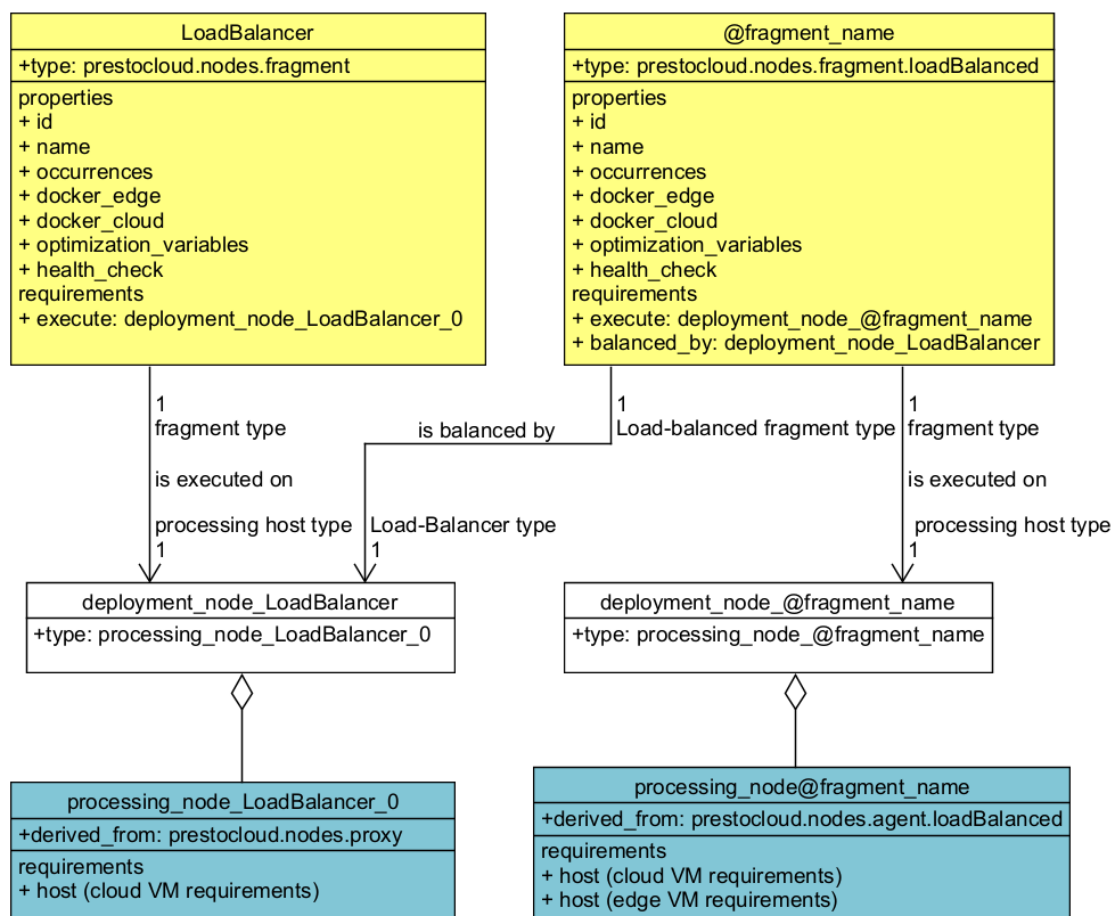 LoadBalancer
+type: prestocloud.nodes.fragment
properties
+ id
+ name
+ occurrences
+ docker_edge
+ docker_cloud
+ optimization_variables
+ health_check
requirements
+ execute: deployment_node_LoadBalancer_0
@fragment_name
+type: prestocloud.nodes.fragment.loadBalanced
properties
+ id
+ name
+ occurrences
+ docker_edge
+ docker_cloud
+ optimization_variables
+ health_check
requirements
+ execute: deployment_node_@fragment_name
+ balanced_by: deployment_node_LoadBalancer
1
fragment type
is executed on
processing host type
1
is balanced by
1
Load-balanced fragment type
Load-Balancer type
1
1
fragment type
is executed on
processing host type
1
deployment_node_LoadBalancer
+type: processing_node_LoadBalancer_0
deployment_node_@fragment_name
+type: processing_node_@fragment_name
processing_node_LoadBalancer_0
+derived_from: prestocloud.nodes.proxy
requirements
+ host (cloud VM requirements)
processing_node@fragment_name
+derived_from: prestocloud.nodes.agent.loadBalanced
requirements
+ host (cloud VM requirements)
+ host (edge VM requirements)